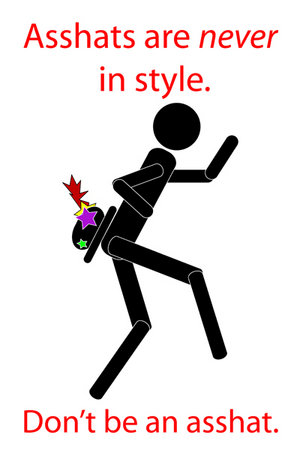 Asshats are never
in style.
Don't be an asshat.